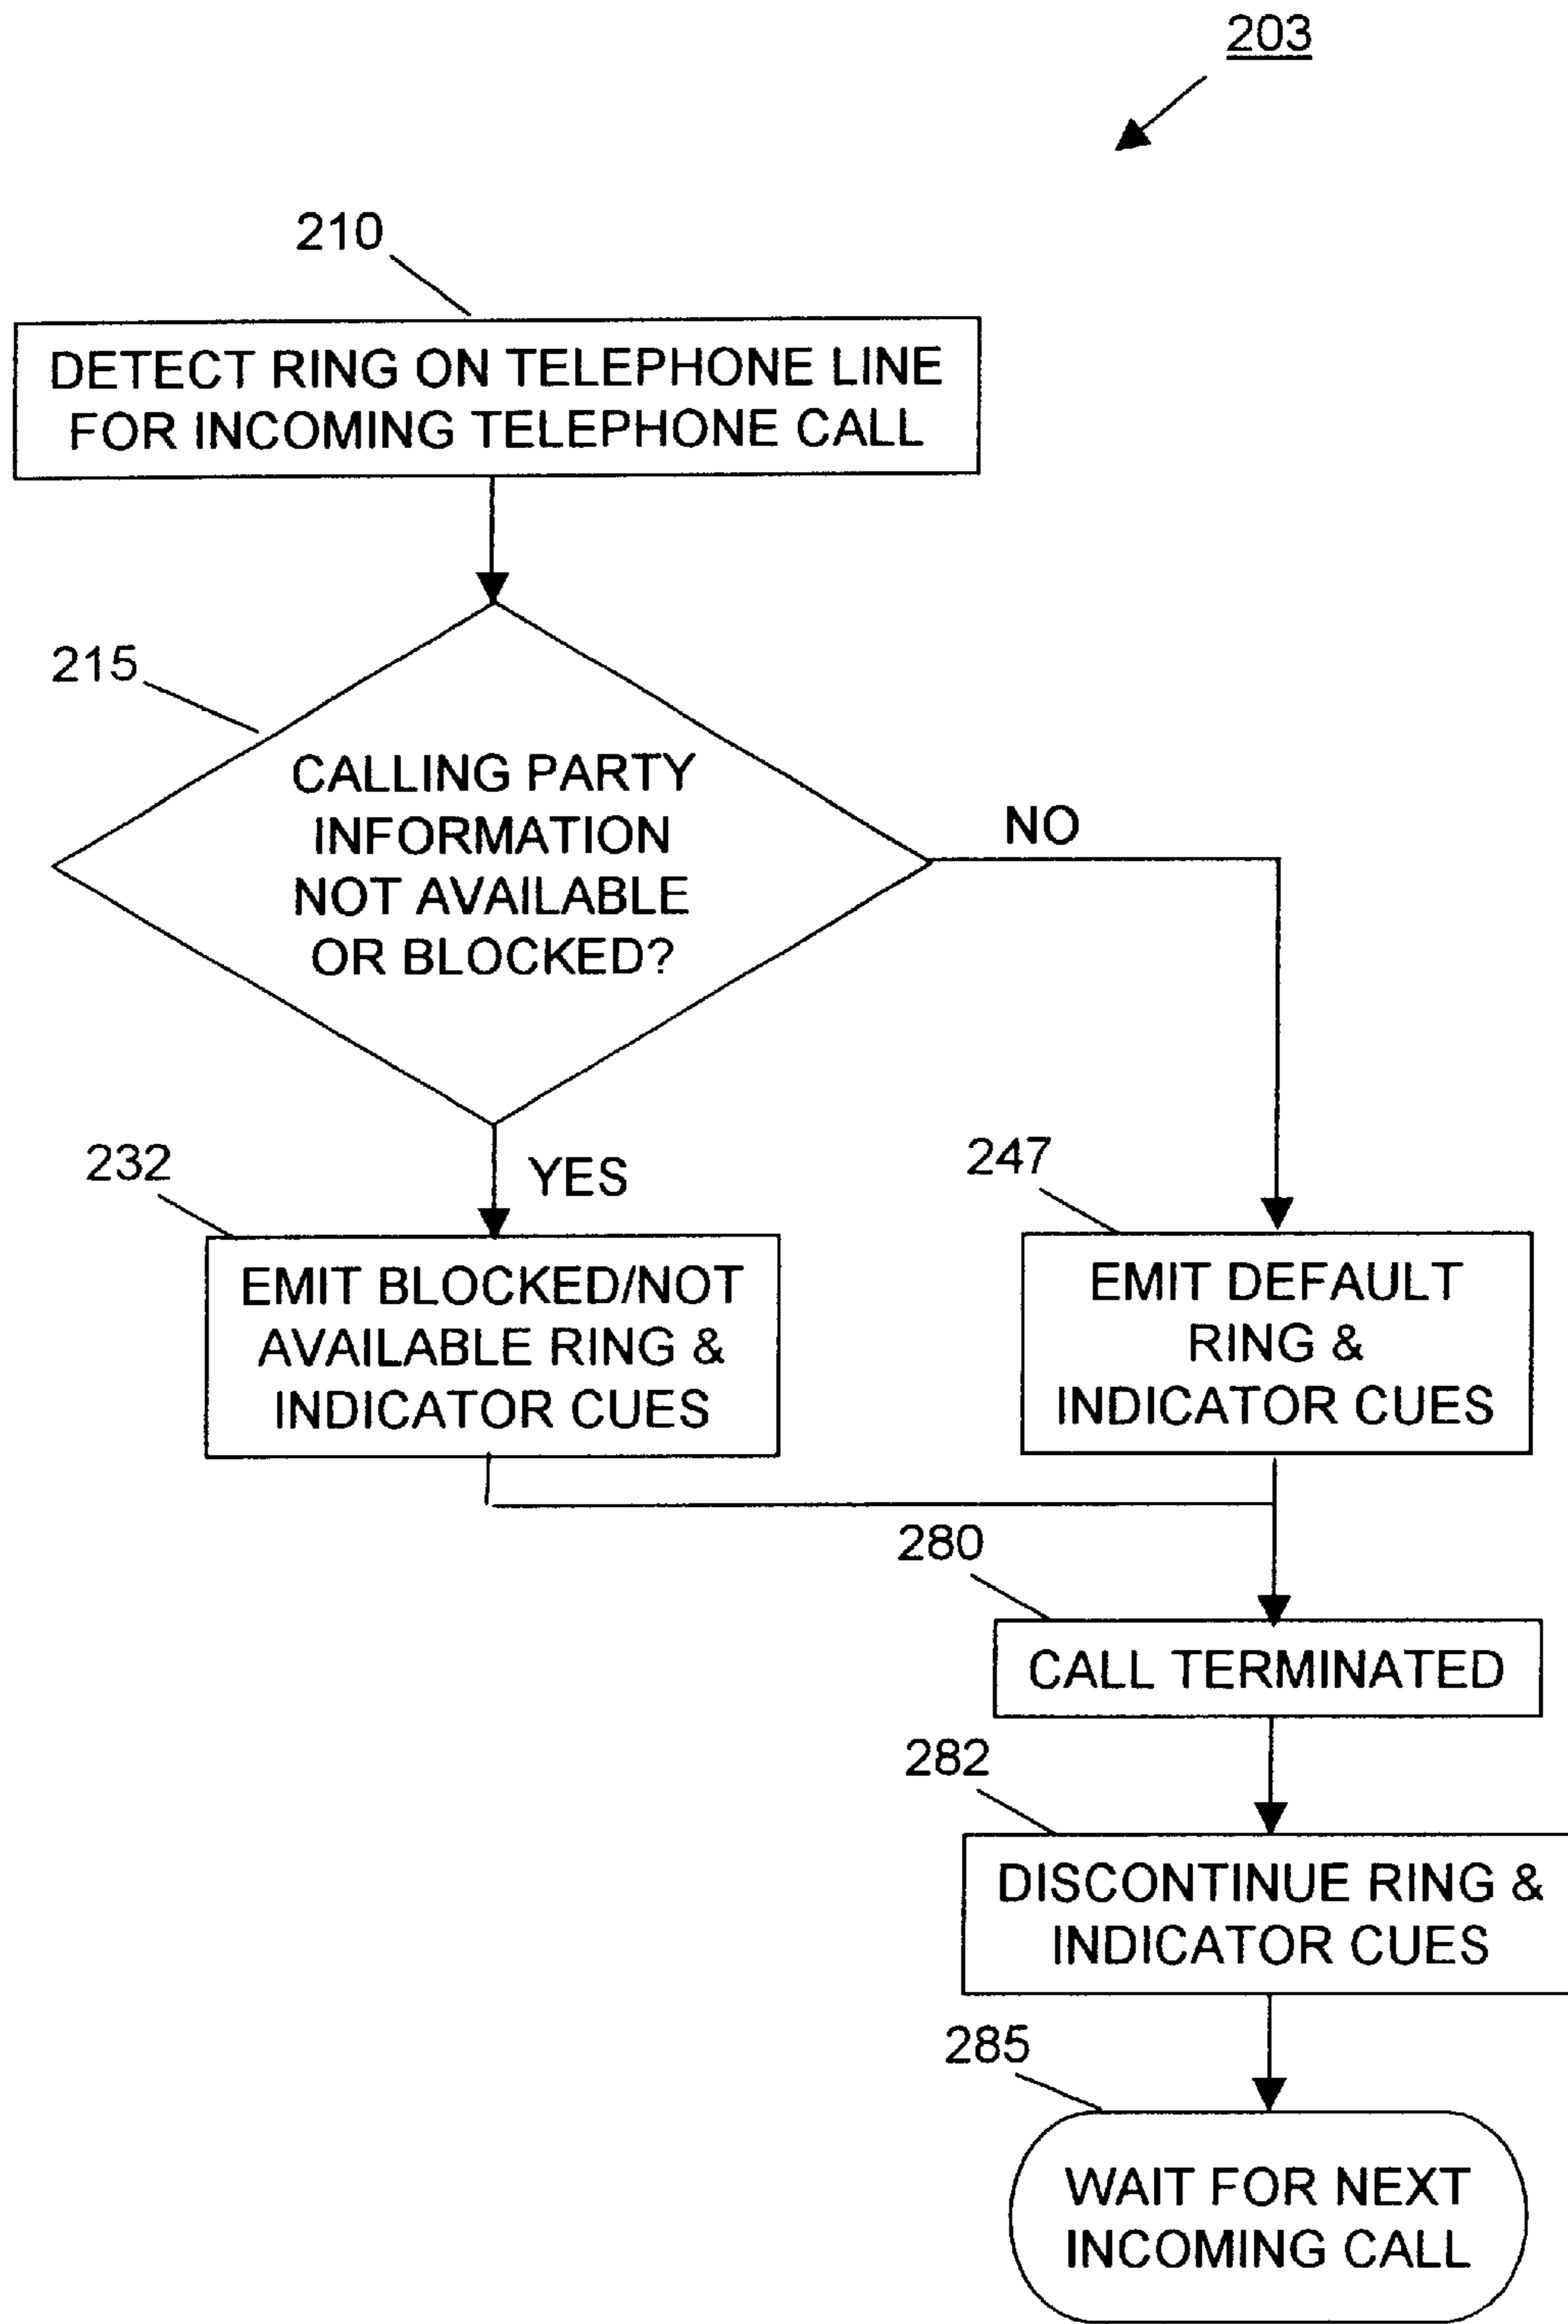 203
210
DETECT RING ON TELEPHONE LINE
FOR INCOMING TELEPHONE CALL
215
CALLING PARTY
INFORMATION
NOT AVAILABLE
OR BLOCKED?
NO
YES
232
EMIT BLOCKED/NOT
AVAILABLE RING &
INDICATOR CUES
247
EMIT DEFAULT
RING &
INDICATOR CUES
280
CALL TERMINATED
282
DISCONTINUE RING &
INDICATOR CUES
285
WAIT FOR NEXT
INCOMING CALL